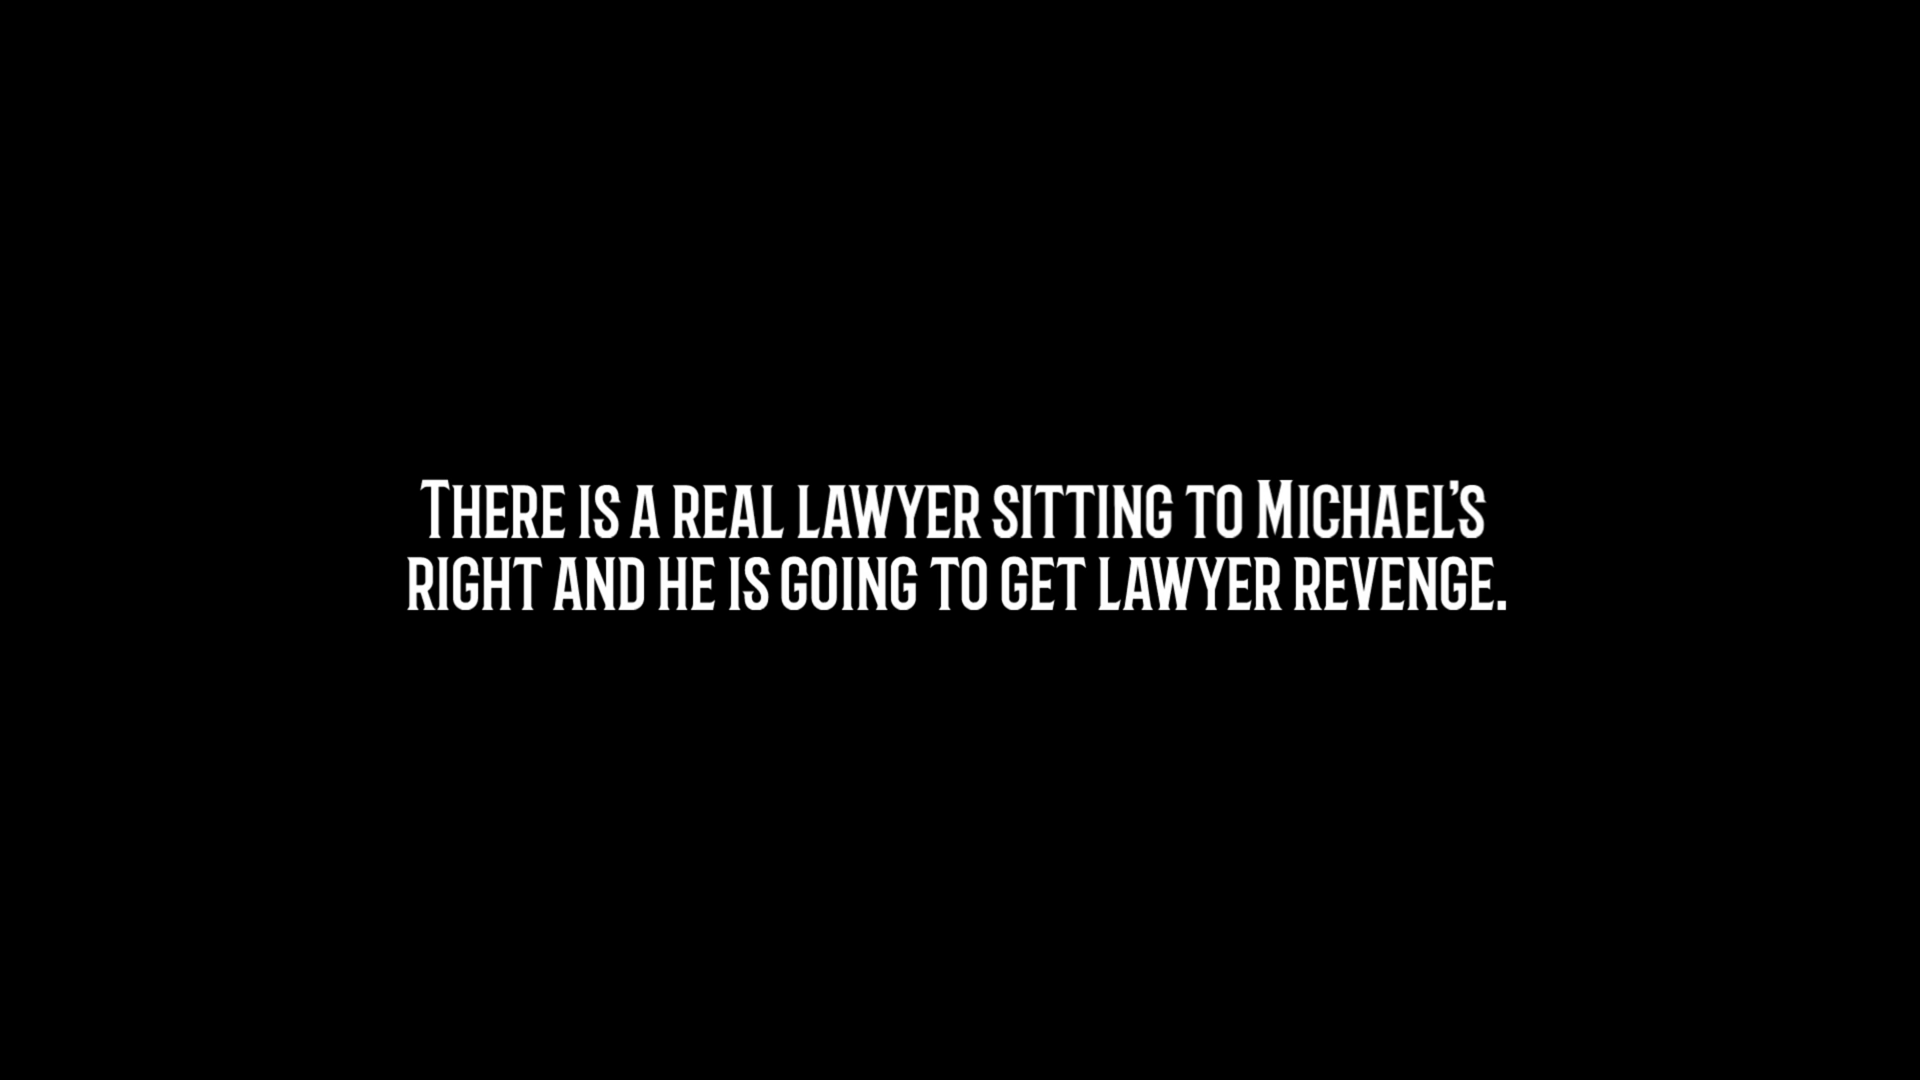 There is a real lawyer sitting to Michael’s
right and he is going to get lawyer revenge.